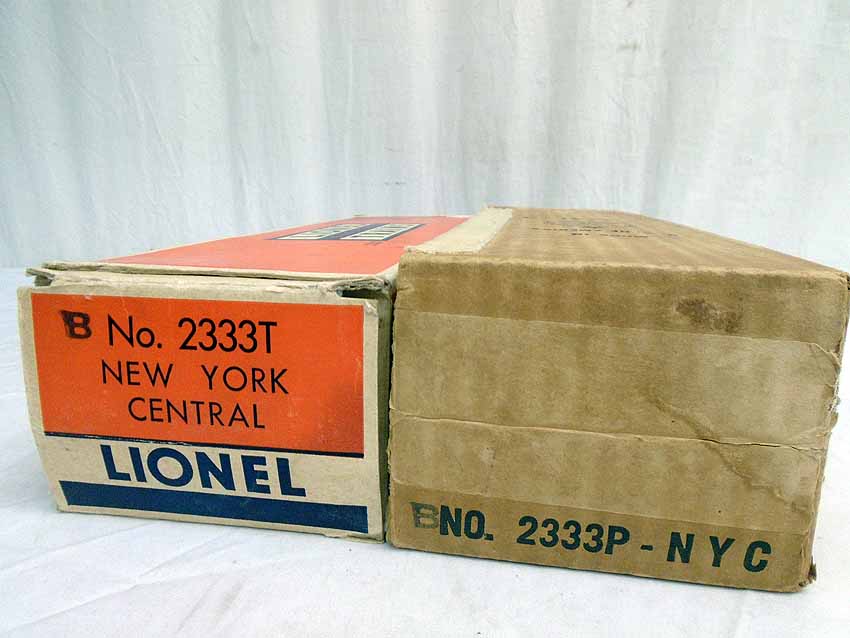 B No. 2333T
NEW YORK
CENTRAL
LIONEL
BNO. 2333P - NYC